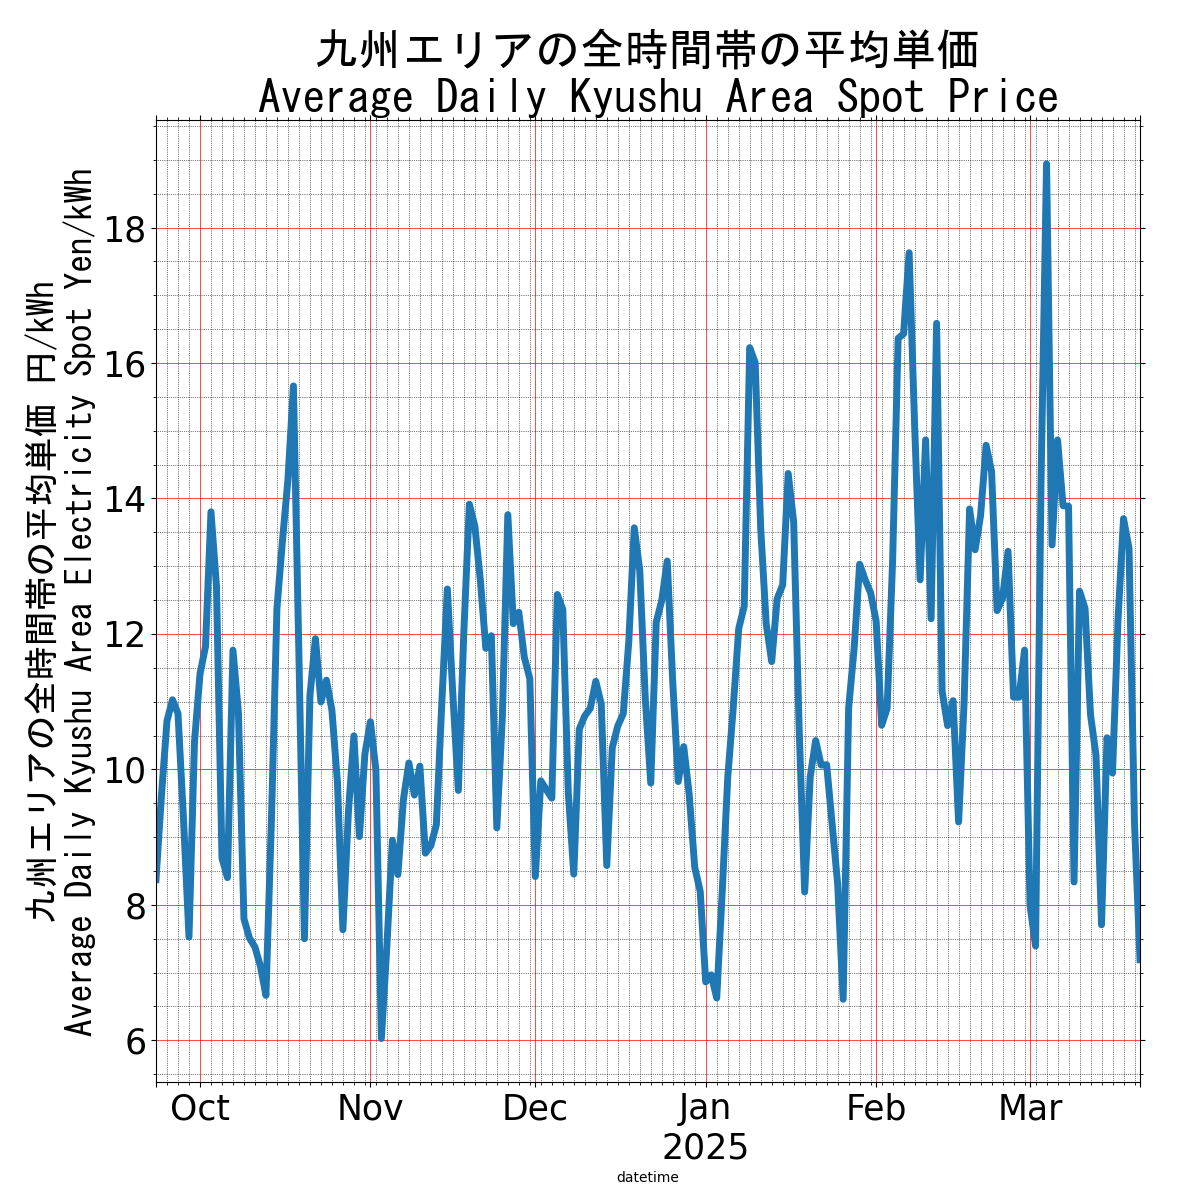 九州エリアの全時間帯の平均単価
Average Daily Kyushu Area Spot Price
九州エリアの全時間帯の平均単価 円/kWh
Average Daily Kyushu Area Electricity Spot Yen/kWh
18
16
14
12
10
8
6
Oct Nov Dec Jan Feb Mar
2025
datetime